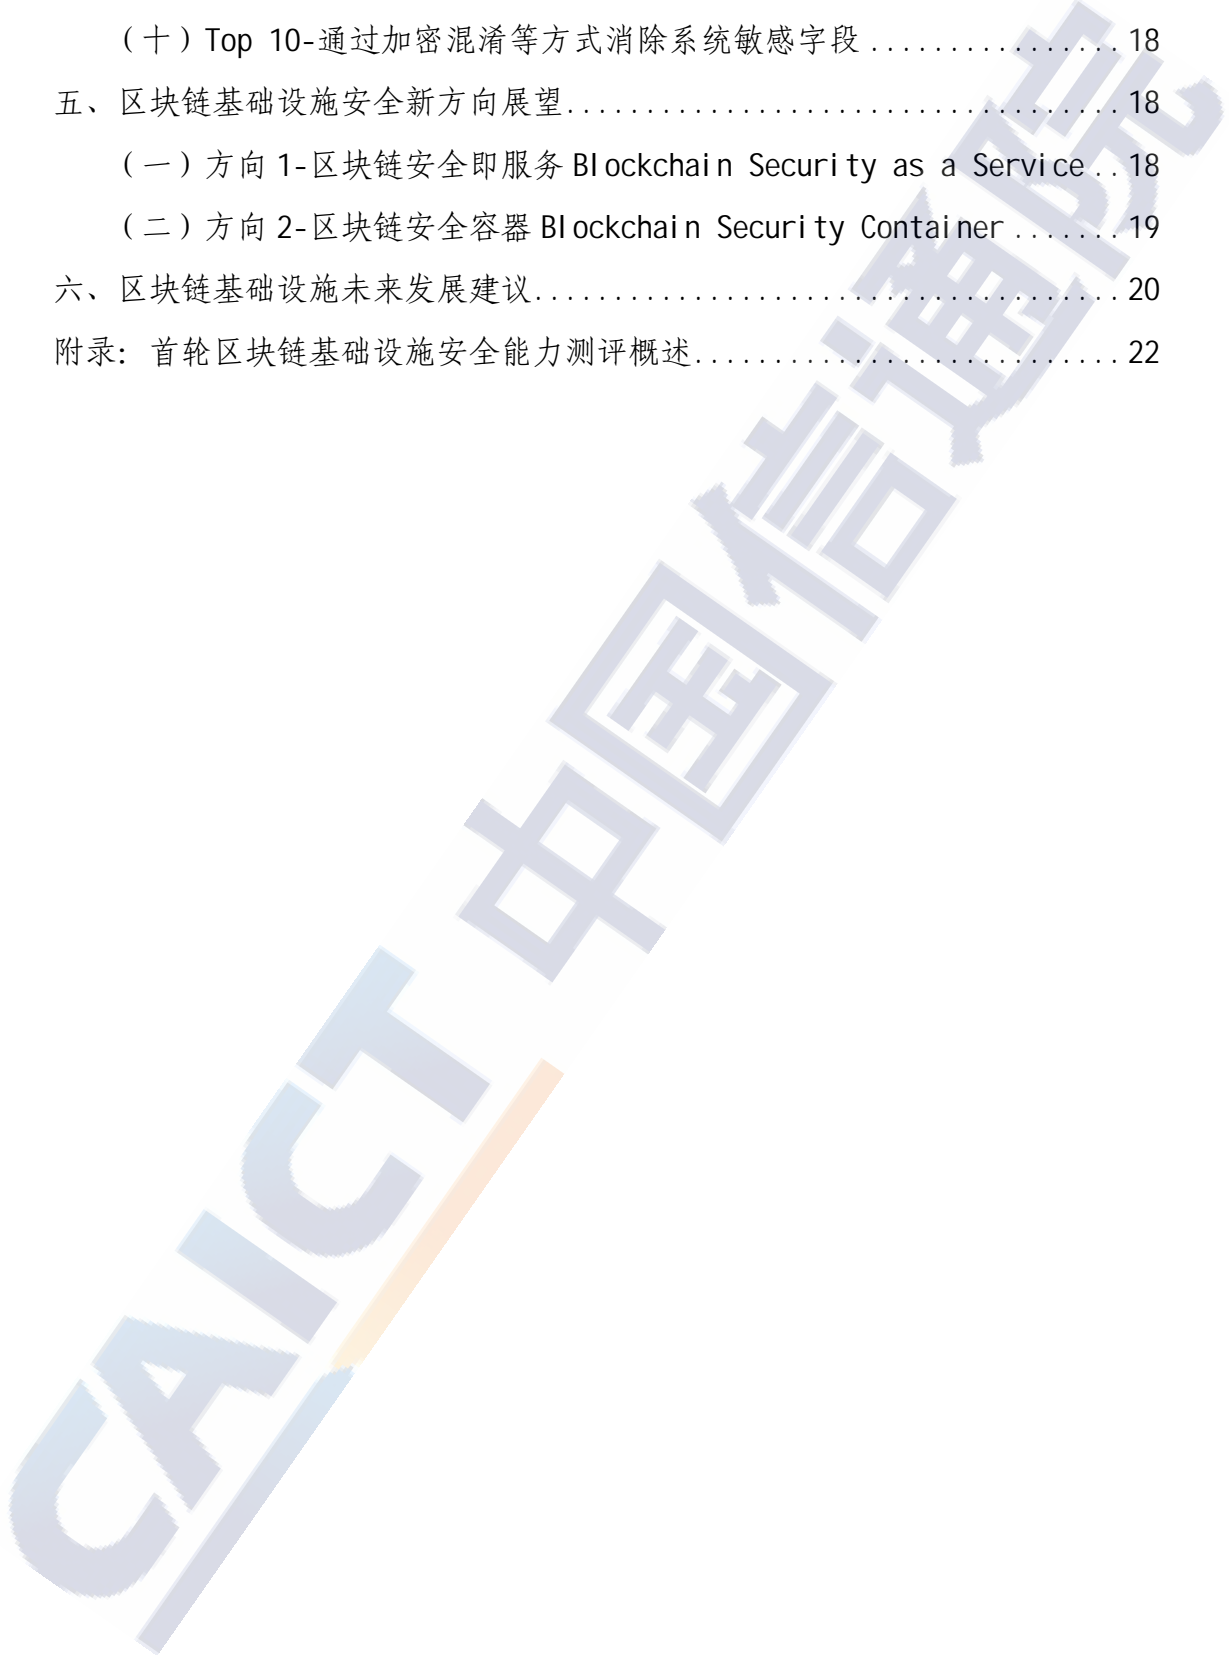 （十）Top 10-通过加密混淆等方式消除系统敏感字段................18
五、区块链基础设施安全新方向展望...................................18
（一）方向 1-区块链安全即服务 Blockchain Security as a Service..18
（二）方向 2-区块链安全容器 Blockchain Security Container.......19
六、区块链基础设施未来发展建议.....................................20
附录：首轮区块链基础设施安全能力测评概述...........................22
CAICT 中国信通院